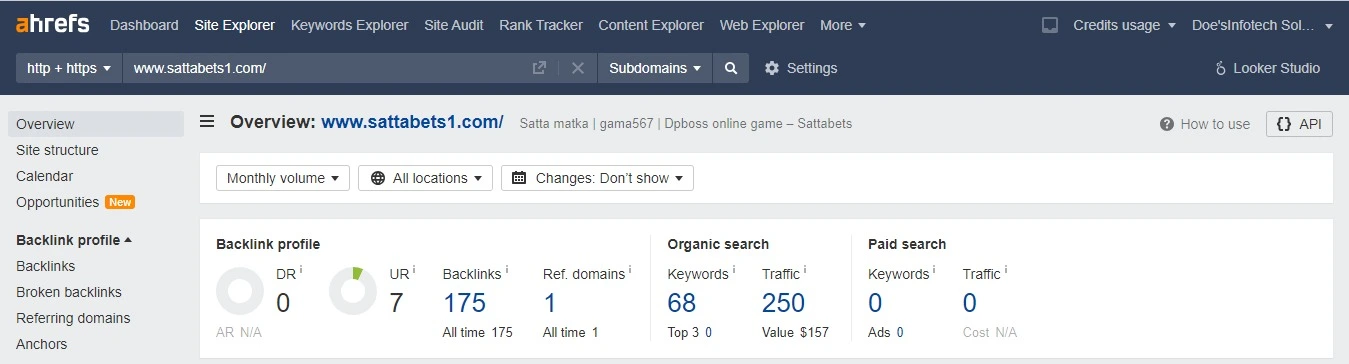 ahrefs Dashboard Site Explorer Keywords Explorer Site Audit Rank Tracker Content Explorer Web Explorer More Credits usage Doe'sInfotech Sol...
http + https www.sattabets1.com/ Subdomains Settings Looker Studio
Overview
Site structure
Calendar
Opportunities New
Backlink profile
Backlinks
Broken backlinks
Referring domains
Anchors
Overview: www.sattabets1.com/ Satta matka | gama567 | Dpboss online game – Sattabets How to use {} API
Monthly volume All locations Changes: Don't show
Backlink profile
DR i UR i Backlinks i Ref. domains i
0 7 175 1
AR N/A All time 175 All time 1
Organic search
Keywords i Traffic i
68 250
Top 3 0 Value $157
Paid search
Keywords i Traffic i
0 0
Ads 0 Cost N/A